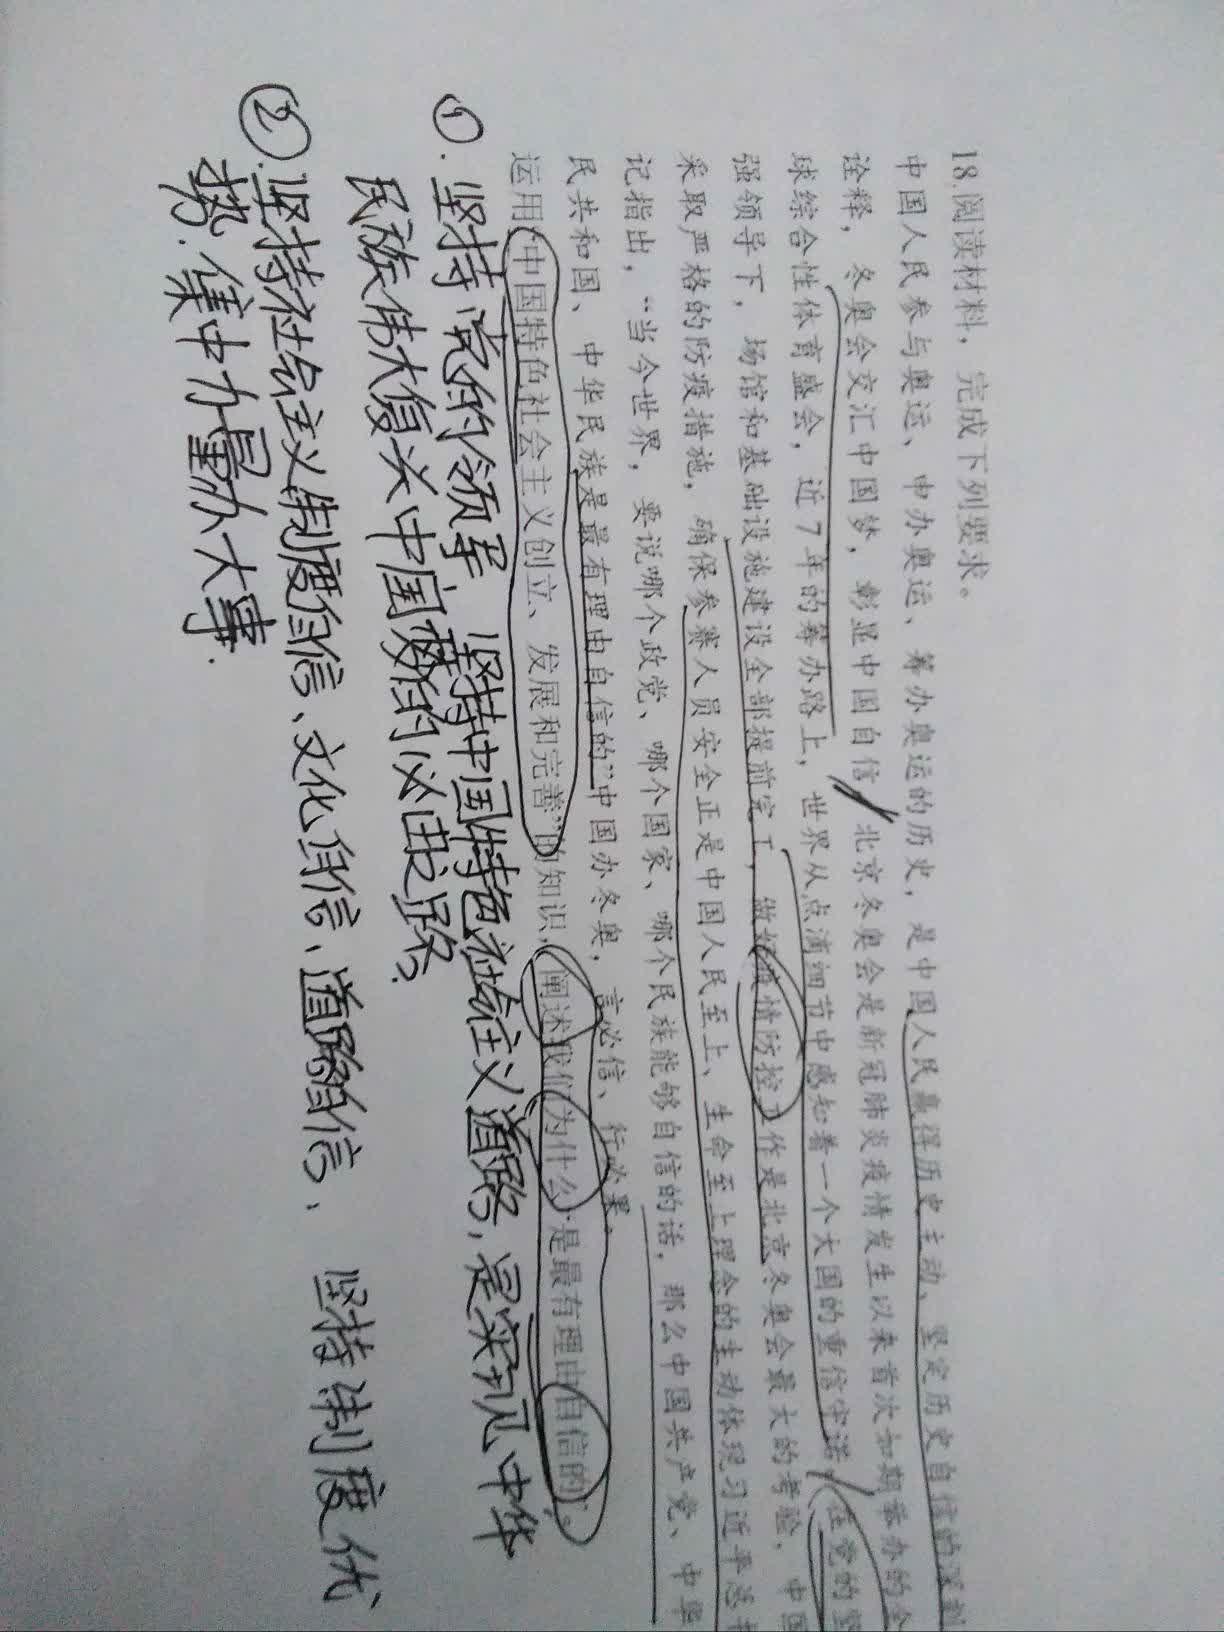 18.阅读材料，完成下列要求。
中国人民参与奥运、申办奥运、筹办奥运的历史，是中国人民赢得历史主动、坚定历史自信的深刻
诠释，冬奥会交汇中国梦，彰显中国自信 北京冬奥会是新冠肺炎疫情发生以来首次如期举办的全
球综合性体育盛会，近7年的筹办路上，世界从点滴细节中感知着一个大国的重信守诺。在党的坚
强领导下，场馆和基础设施建设全部提前完工，做好疫情防控工作是北京冬奥会最大的考验，中国
采取严格的防疫措施，确保参赛人员安全正是中国人民至上、生命至上理念的生动体现习近平总书
记指出，“当今世界，要说哪个政党、哪个国家、哪个民族能够自信的话，那么中国共产党、中华
民共和国、中华民族是最有理由自信的”中国办冬奥，言必信、行必果。
运用“中国特色社会主义创立、发展和完善”的知识，阐述我们为什么“是最有理由自信的”。
①.坚持党的领导，坚持中国特色社会主义道路，是实现中华
民族伟大复兴中国梦的必由之路。
②.坚持社会主义制度自信、文化自信、道路自信、 坚持制度优
势.集中力量办大事.